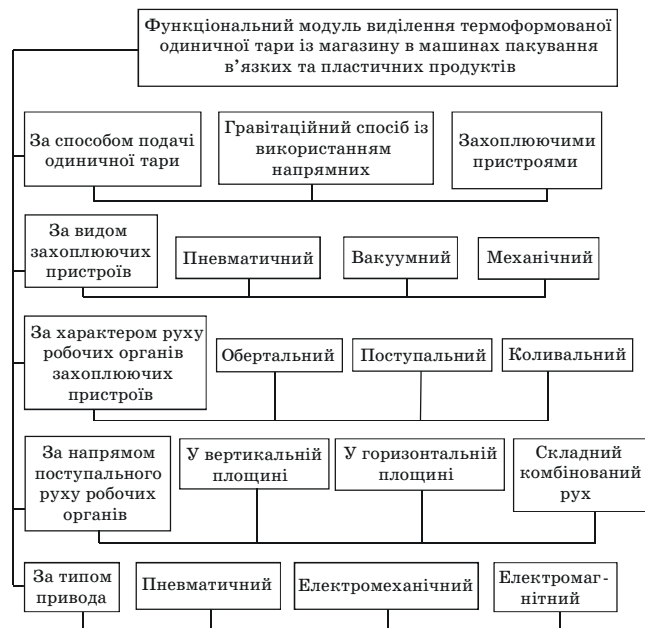 Функціональний модуль виділення термоформованої
одиничної тари із магазину в машинах пакування
в’язких та пластичних продуктів
За способом подачі
одиничної тари
Гравітаційний спосіб із
використанням
напрямних
Захоплюючими
пристроями
За видом
захоплюючих
пристроїв
Пневматичний
Вакуумний
Механічний
За характером руху
робочих органів
захоплюючих
пристроїв
Обертальний
Поступальний
Коливальний
За напрямом
поступального
руху робочих
органів
У вертикальній
площині
У горизонтальній
площині
Складний
комбінований
рух
За типом
привода
Пневматичний
Електромеханічний
Електромаг-
нітний